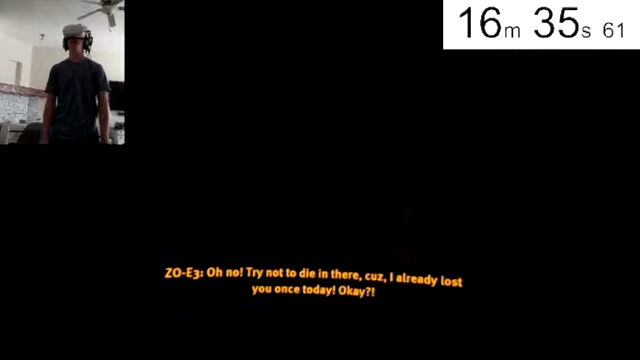 16m 35s 61
ZO-E3: Oh no! Try not to die in there, cuz, I already lost
you once today! Okay?!